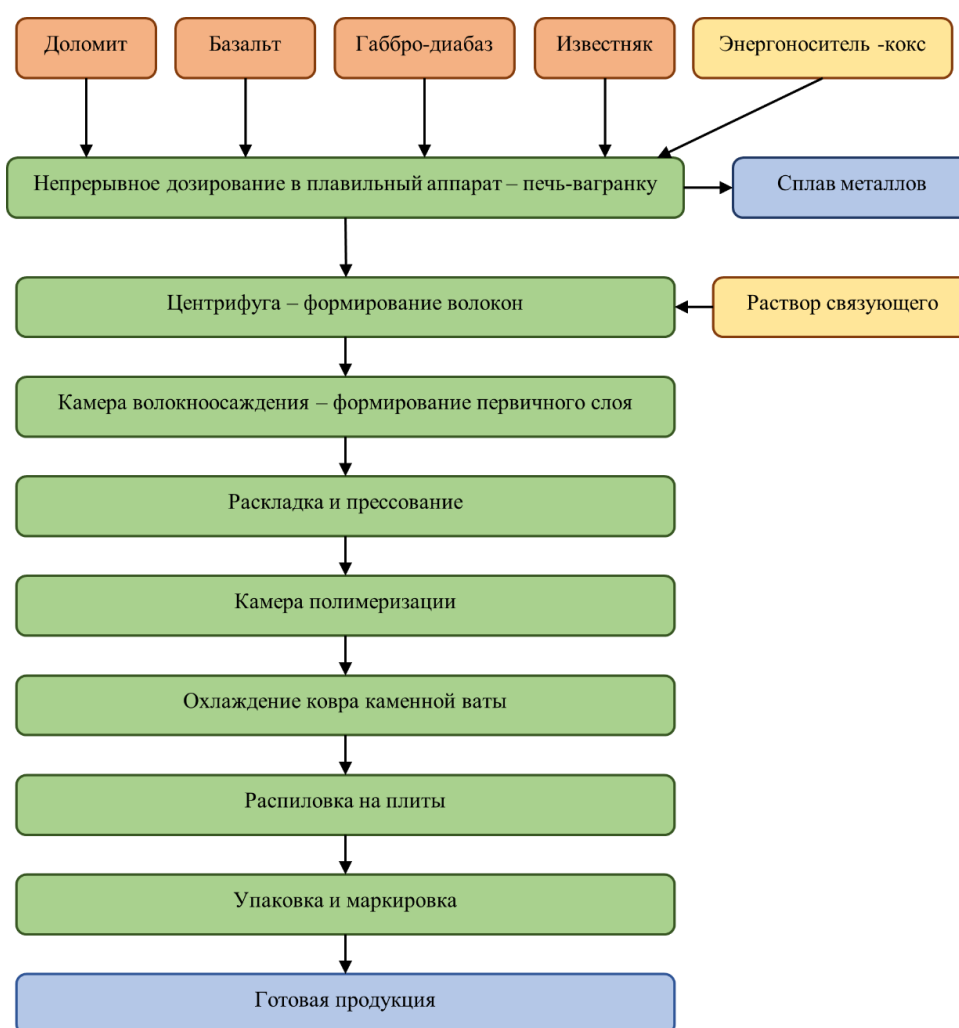 Доломит
Базальт
Габбро-диабаз
Известняк
Энергоноситель -кокс
Непрерывное дозирование в плавильный аппарат – печь-вагранку
Сплав металлов
Центрифуга – формирование волокон
Раствор связующего
Камера волокноосаждения – формирование первичного слоя
Раскладка и прессование
Камера полимеризации
Охлаждение ковра каменной ваты
Распиловка на плиты
Упаковка и маркировка
Готовая продукция